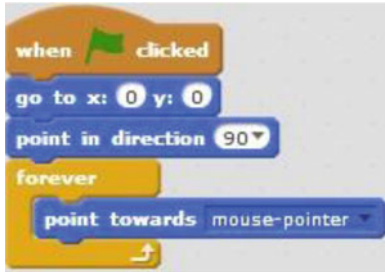 when clicked
go to x: 0 y: 0
point in direction 90
forever
point towards mouse-pointer